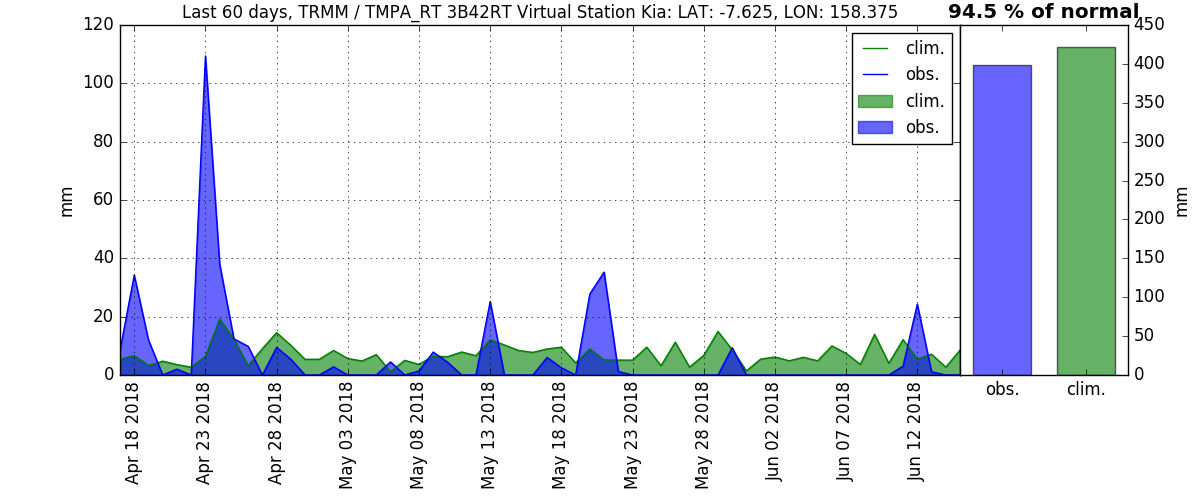 Last 60 days, TRMM / TMPA_RT 3B42RT Virtual Station Kia: LAT: -7.625, LON: 158.375
94.5 % of normal
120
100
80
60
40
20
0
mm
clim.
obs.
clim.
obs.
450
400
350
300
250
200
150
100
50
0
mm
Apr 18 2018
Apr 23 2018
Apr 28 2018
May 03 2018
May 08 2018
May 13 2018
May 18 2018
May 23 2018
May 28 2018
Jun 02 2018
Jun 07 2018
Jun 12 2018
obs.
clim.